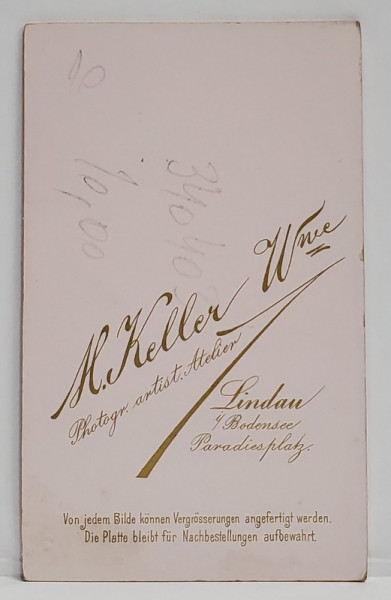 10
10,00
34040
M. Keller Wwe
Photogr. artist. Atelier
Lindau
i/ Bodensee
Paradiesplatz.
Von jedem Bilde können Vergrösserungen angefertigt werden.
Die Platte bleibt für Nachbestellungen aufbewahrt.